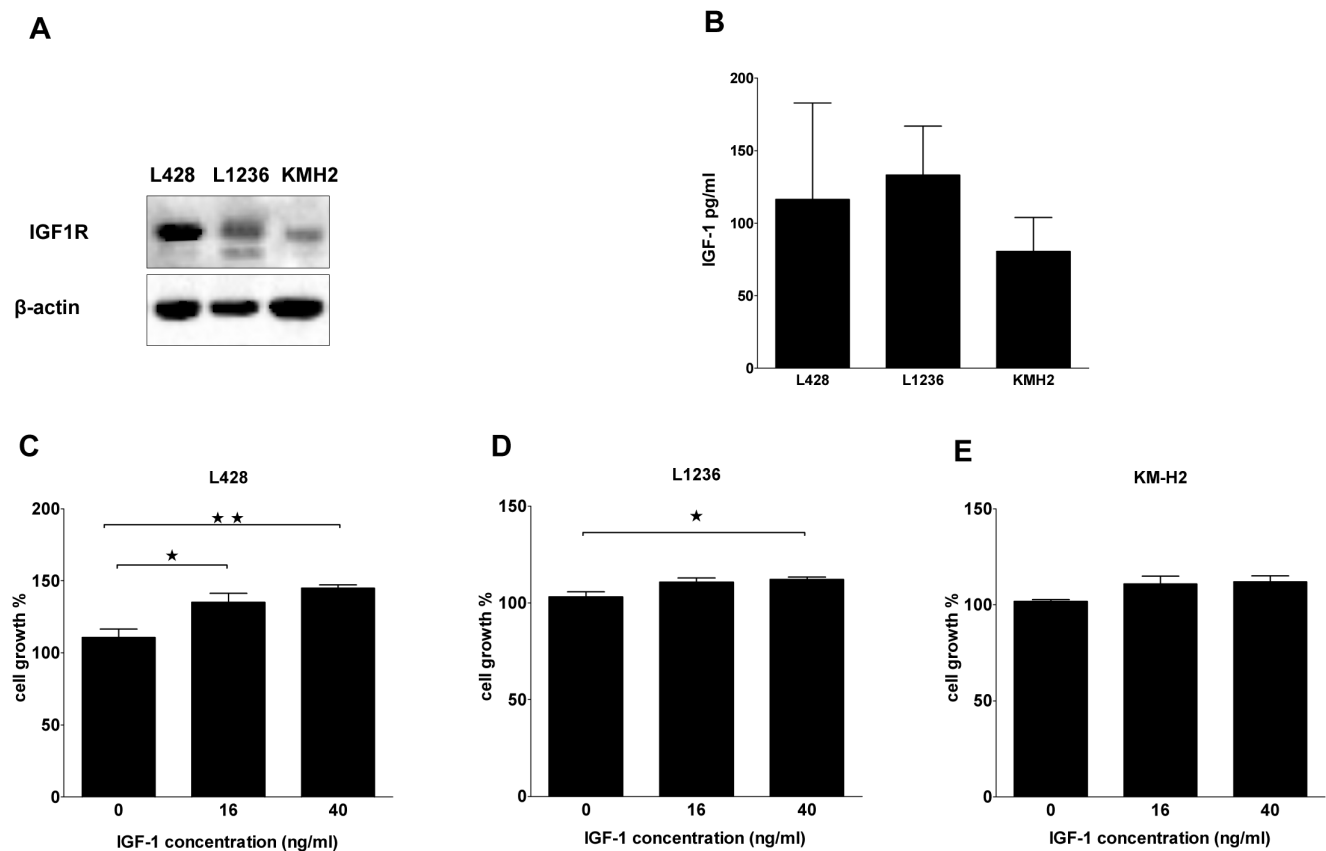 A
L428 L1236 KMH2
IGF1R
β-actin
B
200
150
100
50
0
IGF-1 pg/ml
L428 L1236 KMH2
C
L428
200
150
100
50
0
cell growth %
★ ★
★
0 16 40
IGF-1 concentration (ng/ml)
D
L1236
150
100
50
0
cell growth %
★
0 16 40
IGF-1 concentration (ng/ml)
E
KM-H2
150
100
50
0
cell growth %
0 16 40
IGF-1 concentration (ng/ml)